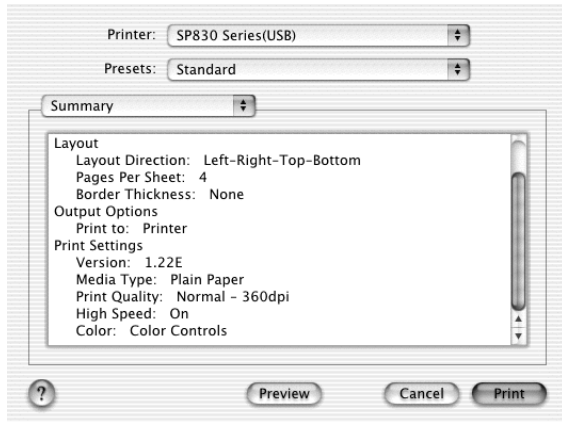 Printer: SP830 Series(USB)
Presets: Standard
Summary
Layout
Layout Direction: Left-Right-Top-Bottom
Pages Per Sheet: 4
Border Thickness: None
Output Options
Print to: Printer
Print Settings
Version: 1.22E
Media Type: Plain Paper
Print Quality: Normal - 360dpi
High Speed: On
Color: Color Controls
? Preview Cancel Print